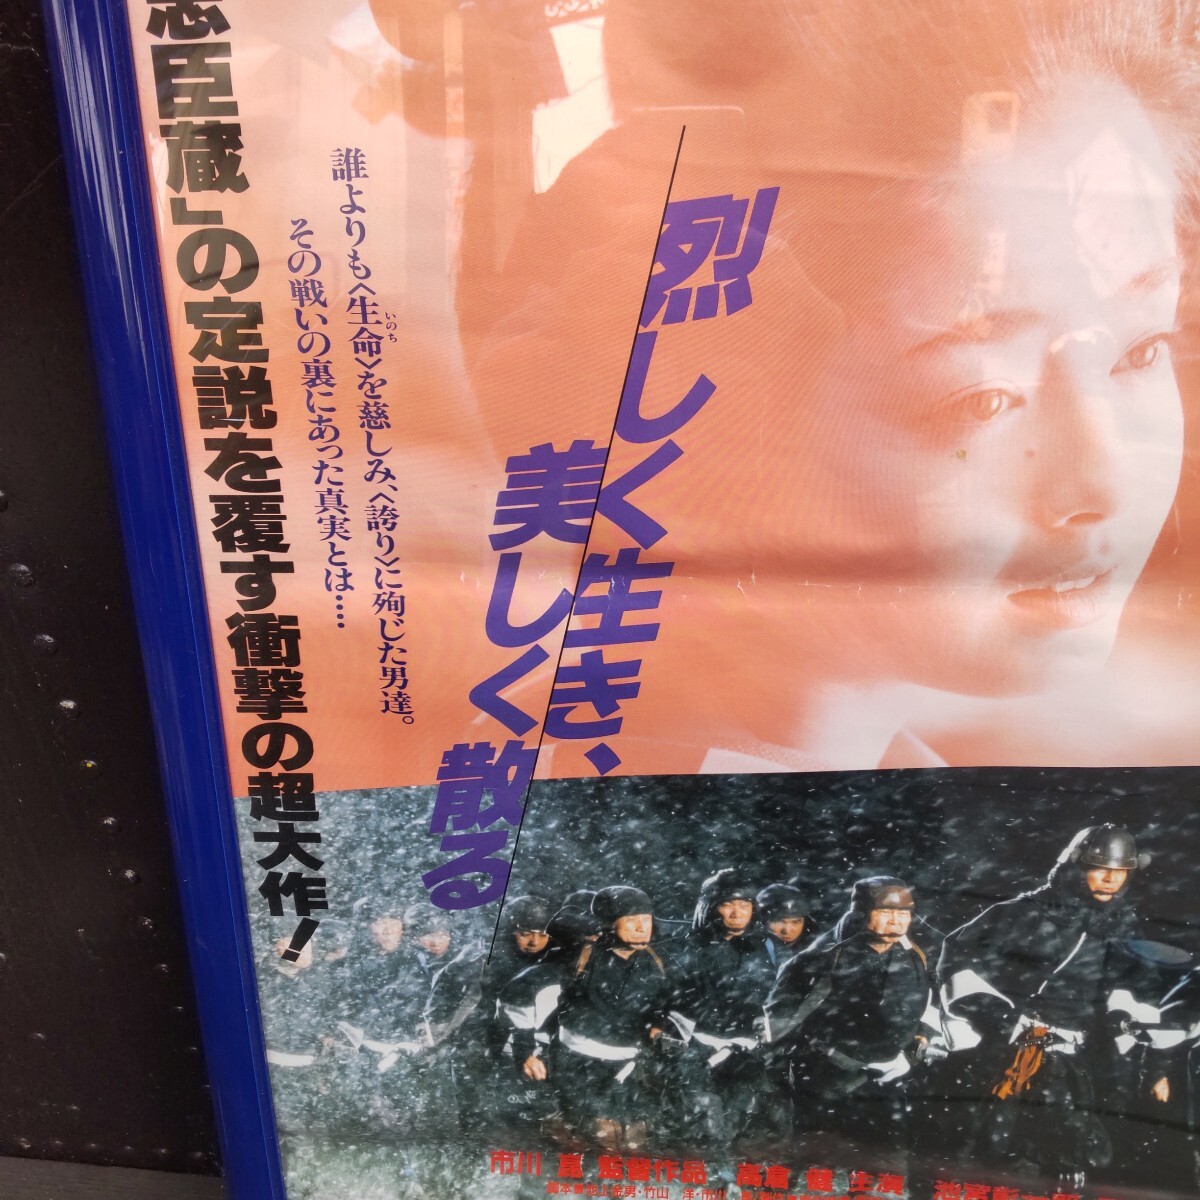 烈しく生き、
美しく散る
誰よりも〈生命〉を慈しみ、〈誇り〉に殉じた男達。
いのち
その戦いの裏にあった真実とは……
忠臣蔵」の定説を覆す衝撃の超大作!
市川 崑 監督作品 高倉 健 主演